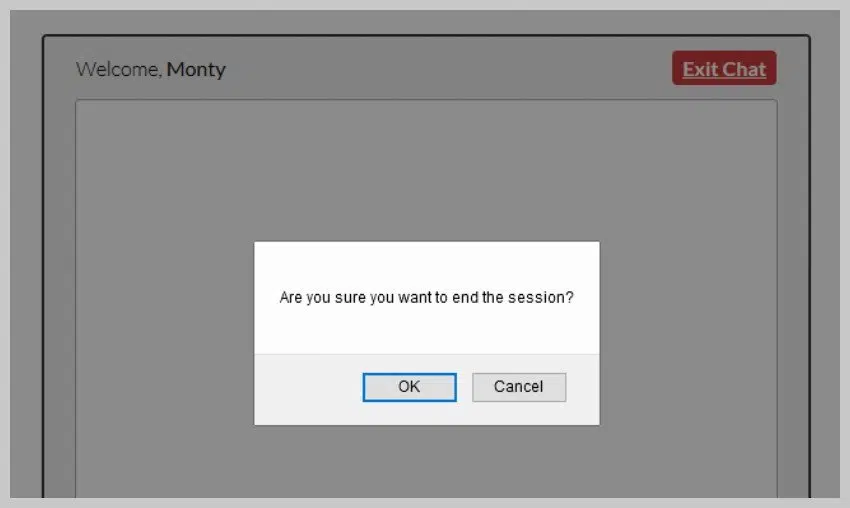 Welcome, Monty
Exit Chat
Are you sure you want to end the session?
OK
Cancel